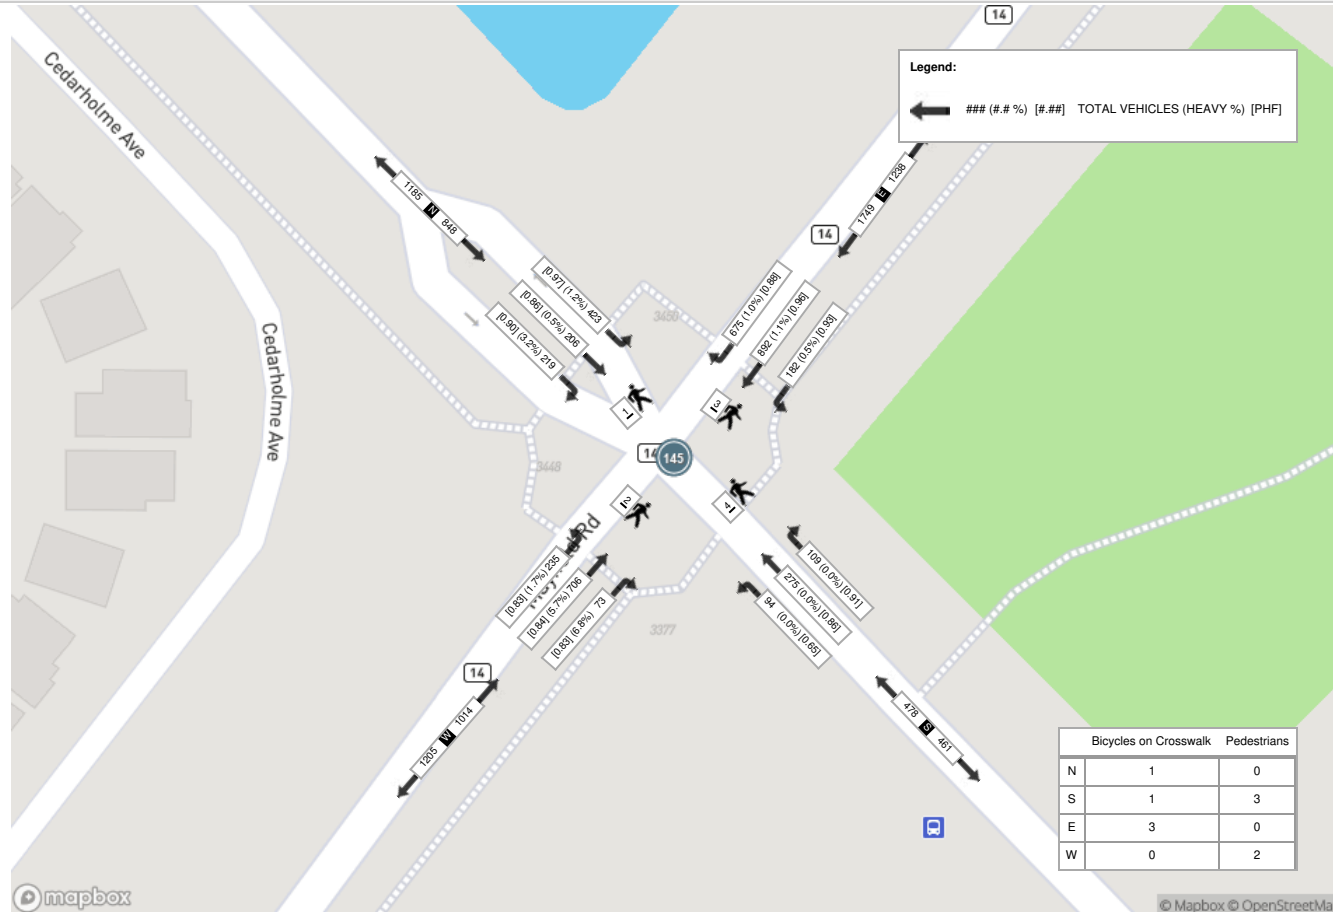 14
Legend:
### (#.# %) [#.##] TOTAL VEHICLES (HEAVY %) [PHF]
Cedarholme Ave
1185 N 848
1749 E 1238
14
[0.97] (1.2%) 423
[0.86] (0.5%) 206
[0.90] (3.2%) 219
675 (1.0%) [0.88]
892 (1.1%) [0.96]
182 (0.5%) [0.93]
3450
Cedarholme Ave
1
3
14
145
3448
2
4
Rd
[0.83] (1.7%) 235
[0.84] (5.7%) 706
[0.83] (6.8%) 73
109 (0.0%) [0.91]
275 (0.0%) [0.86]
94 (0.0%) [0.65]
3377
14
1205 W 1014
478 S 461
Bicycles on Crosswalk Pedestrians
N 1 0
S 1 3
E 3 0
W 0 2
mapbox
© Mapbox © OpenStreetMa